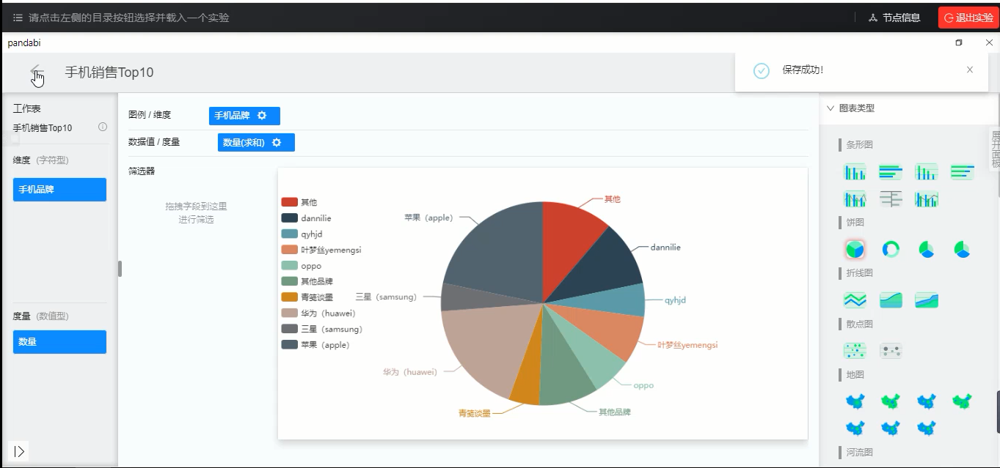 请点击左侧的目录按钮选择并载入一个实验
节点信息
退出实验
pandabi
手机销售Top10
保存成功!
工作表
手机销售Top10
维度 (字符型)
手机品牌
度量 (数值型)
数量
图例 / 维度
手机品牌
数据值 / 度量
数量(求和)
筛选器
拖拽字段到这里
进行筛选
其他
dannilie
qyhjd
叶梦丝yemengsi
oppo
其他品牌
青笺谈墨
华为 (huawei)
三星 (samsung)
苹果 (apple)
其他
dannilie
qyhjd
叶梦丝yemengsi
oppo
其他品牌
青笺谈墨
华为 (huawei)
三星 (samsung)
苹果 (apple)
图表类型
条形图
饼图
折线图
散点图
地图
河流图
展开面板